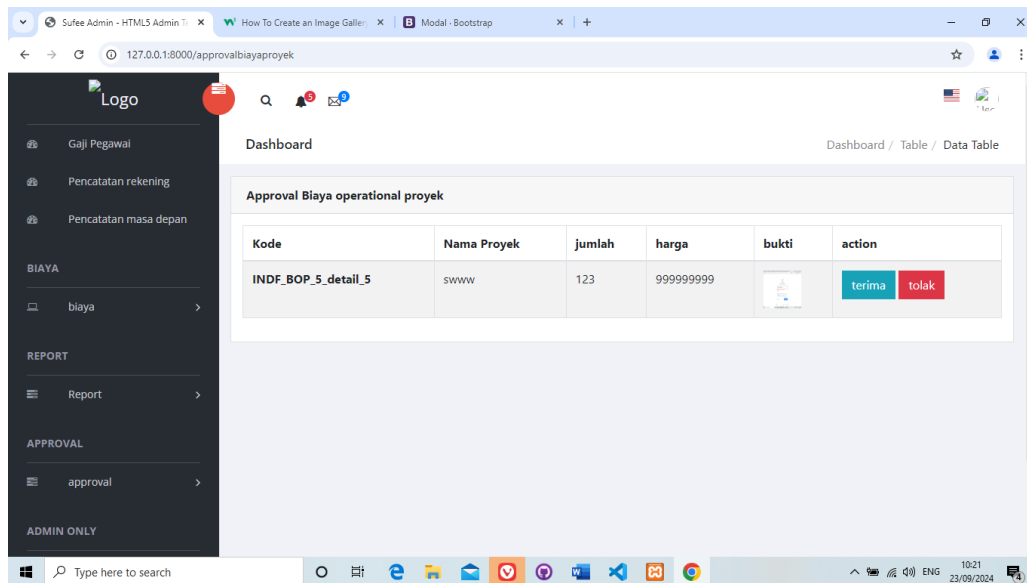 Sufee Admin - HTML5 Admin Te
How To Create an Image Gallery
B Modal · Bootstrap
127.0.0.1:8000/approvalbiayaproyek
Logo
5
9
Gaji Pegawai
Pencatatan rekening
Pencatatan masa depan
BIAYA
biaya
REPORT
Report
APPROVAL
approval
ADMIN ONLY
Dashboard
Dashboard / Table / Data Table
Approval Biaya operational proyek
Kode Nama Proyek jumlah harga bukti action
INDF_BOP_5_detail_5 swww 123 999999999 terima tolak
Type here to search
ENG
10:21
23/09/2024